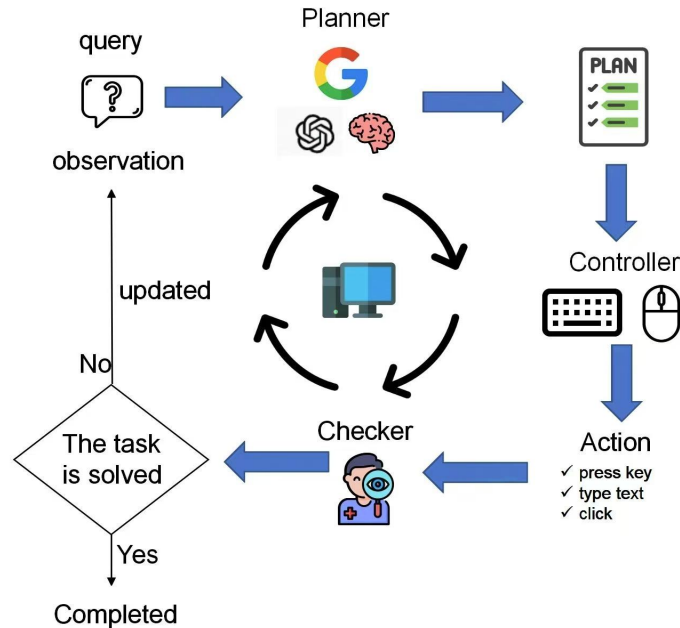 query
?
observation
Planner
PLAN
Controller
Action
✓ press key
✓ type text
✓ click
Checker
The task
is solved
No
updated
Yes
Completed